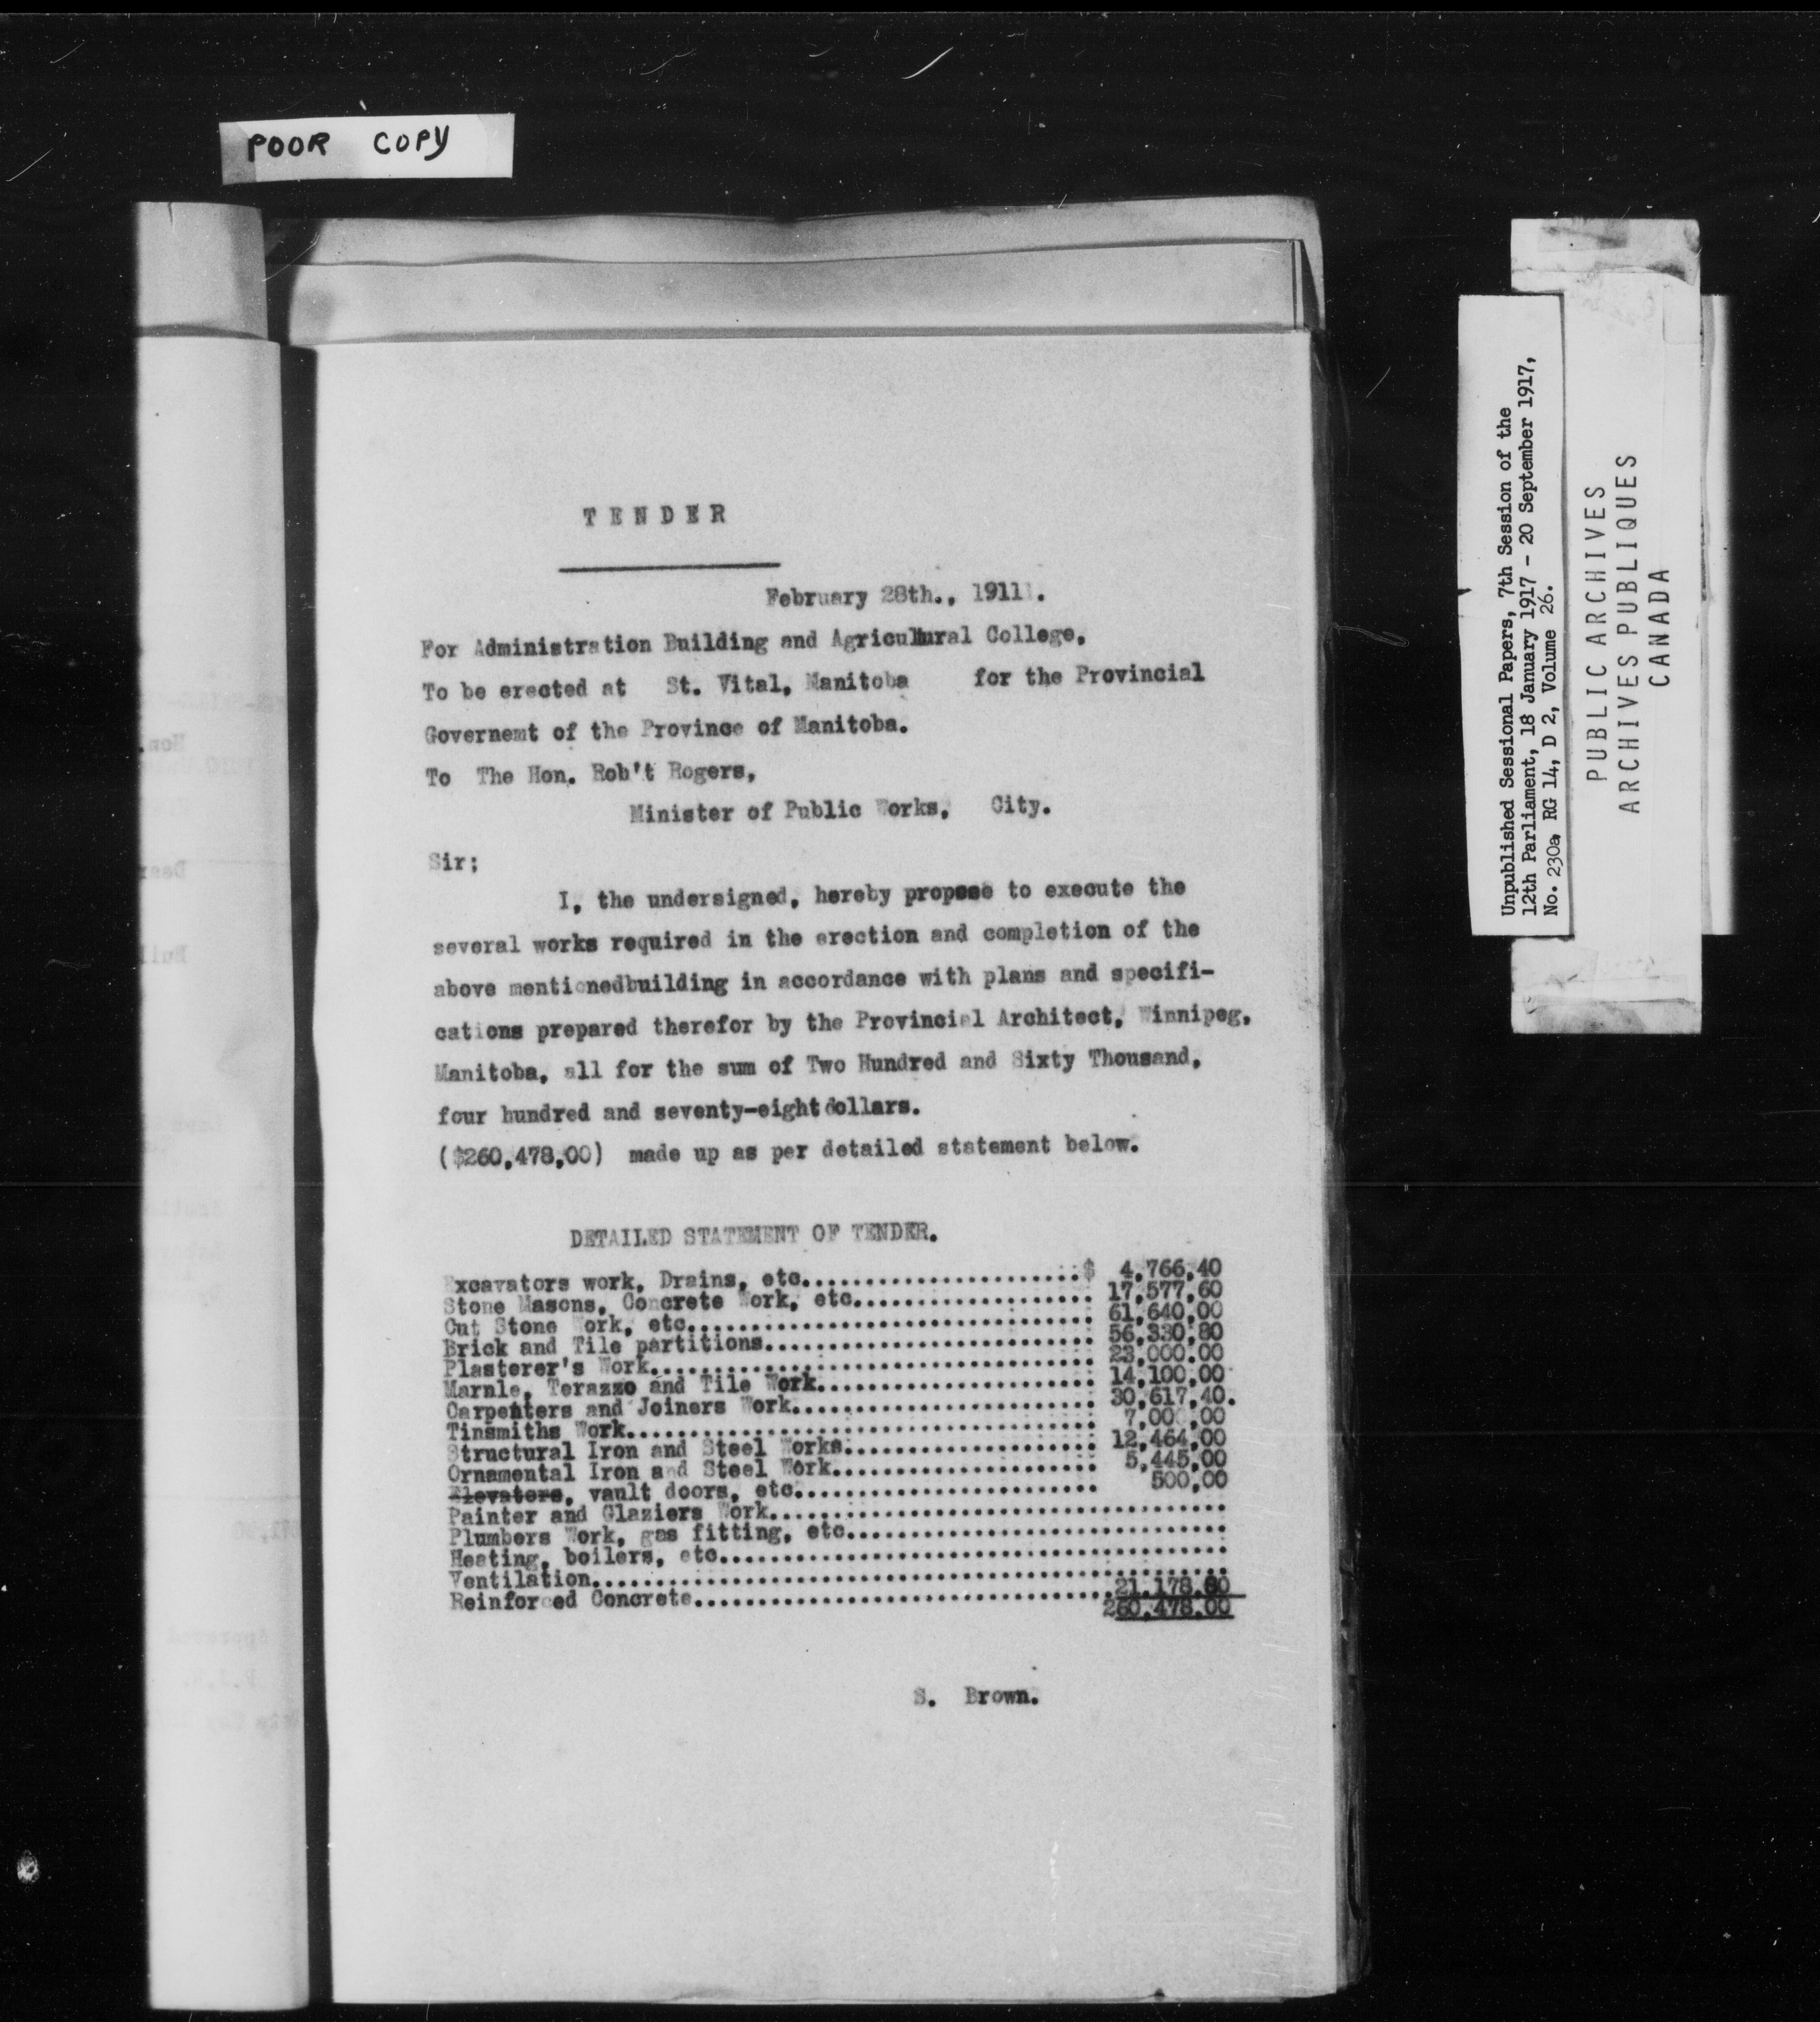 POOR COPY
TENDER
February 28th., 1911.
For Administration Building and Agricultural College,
To be erected at St. Vital, Manitoba for the Provincial
Governemt of the Province of Manitoba.
To The Hon. Rob't Rogers,
Minister of Public Works, City.
Sir;
I, the undersigned, hereby propose to execute the
several works required in the erection and completion of the
above mentionedbuilding in accordance with plans and specifi-
cations prepared therefor by the Provincial Architect, Winnipeg,
Manitoba, all for the sum of Two Hundred and Sixty Thousand,
four hundred and seventy-eight dollars.
($260,478,00) made up as per detailed statement below.
DETAILED STATEMENT OF TENDER.
Excavators work, Drains, etc.......................$ 4,766,40
Stone Masons, Concrete Work, etc................... 17,577,60
Cut Stone Work, etc................................ 61,640,00
Brick and Tile partitions.......................... 56,330,80
Plasterer's Work................................... 23,000.00
Marnle, Terazzo and Tile Work...................... 14,100,00
Carpenters and Joiners Work........................ 30,617,40.
Tinsmiths Work..................................... 7,000,00
Structural Iron and Steel Works.................... 12,464,00
Ornamental Iron and Steel Work..................... 5,445,00
Elevators, vault doors, etc........................ 500,00
Painter and Glaziers Work....................................
Plumbers Work, gas fitting, etc..............................
Heating, boilers, etc........................................
Ventilation..................................................
Reinforced Concrete.................................21,178,80
260,478,00
S. Brown.
Unpublished Sessional Papers, 7th Session of the
12th Parliament, 18 January 1917 - 20 September 1917,
No. 230a, RG 14, D 2, Volume 26.
PUBLIC ARCHIVES
ARCHIVES PUBLIQUES
CANADA